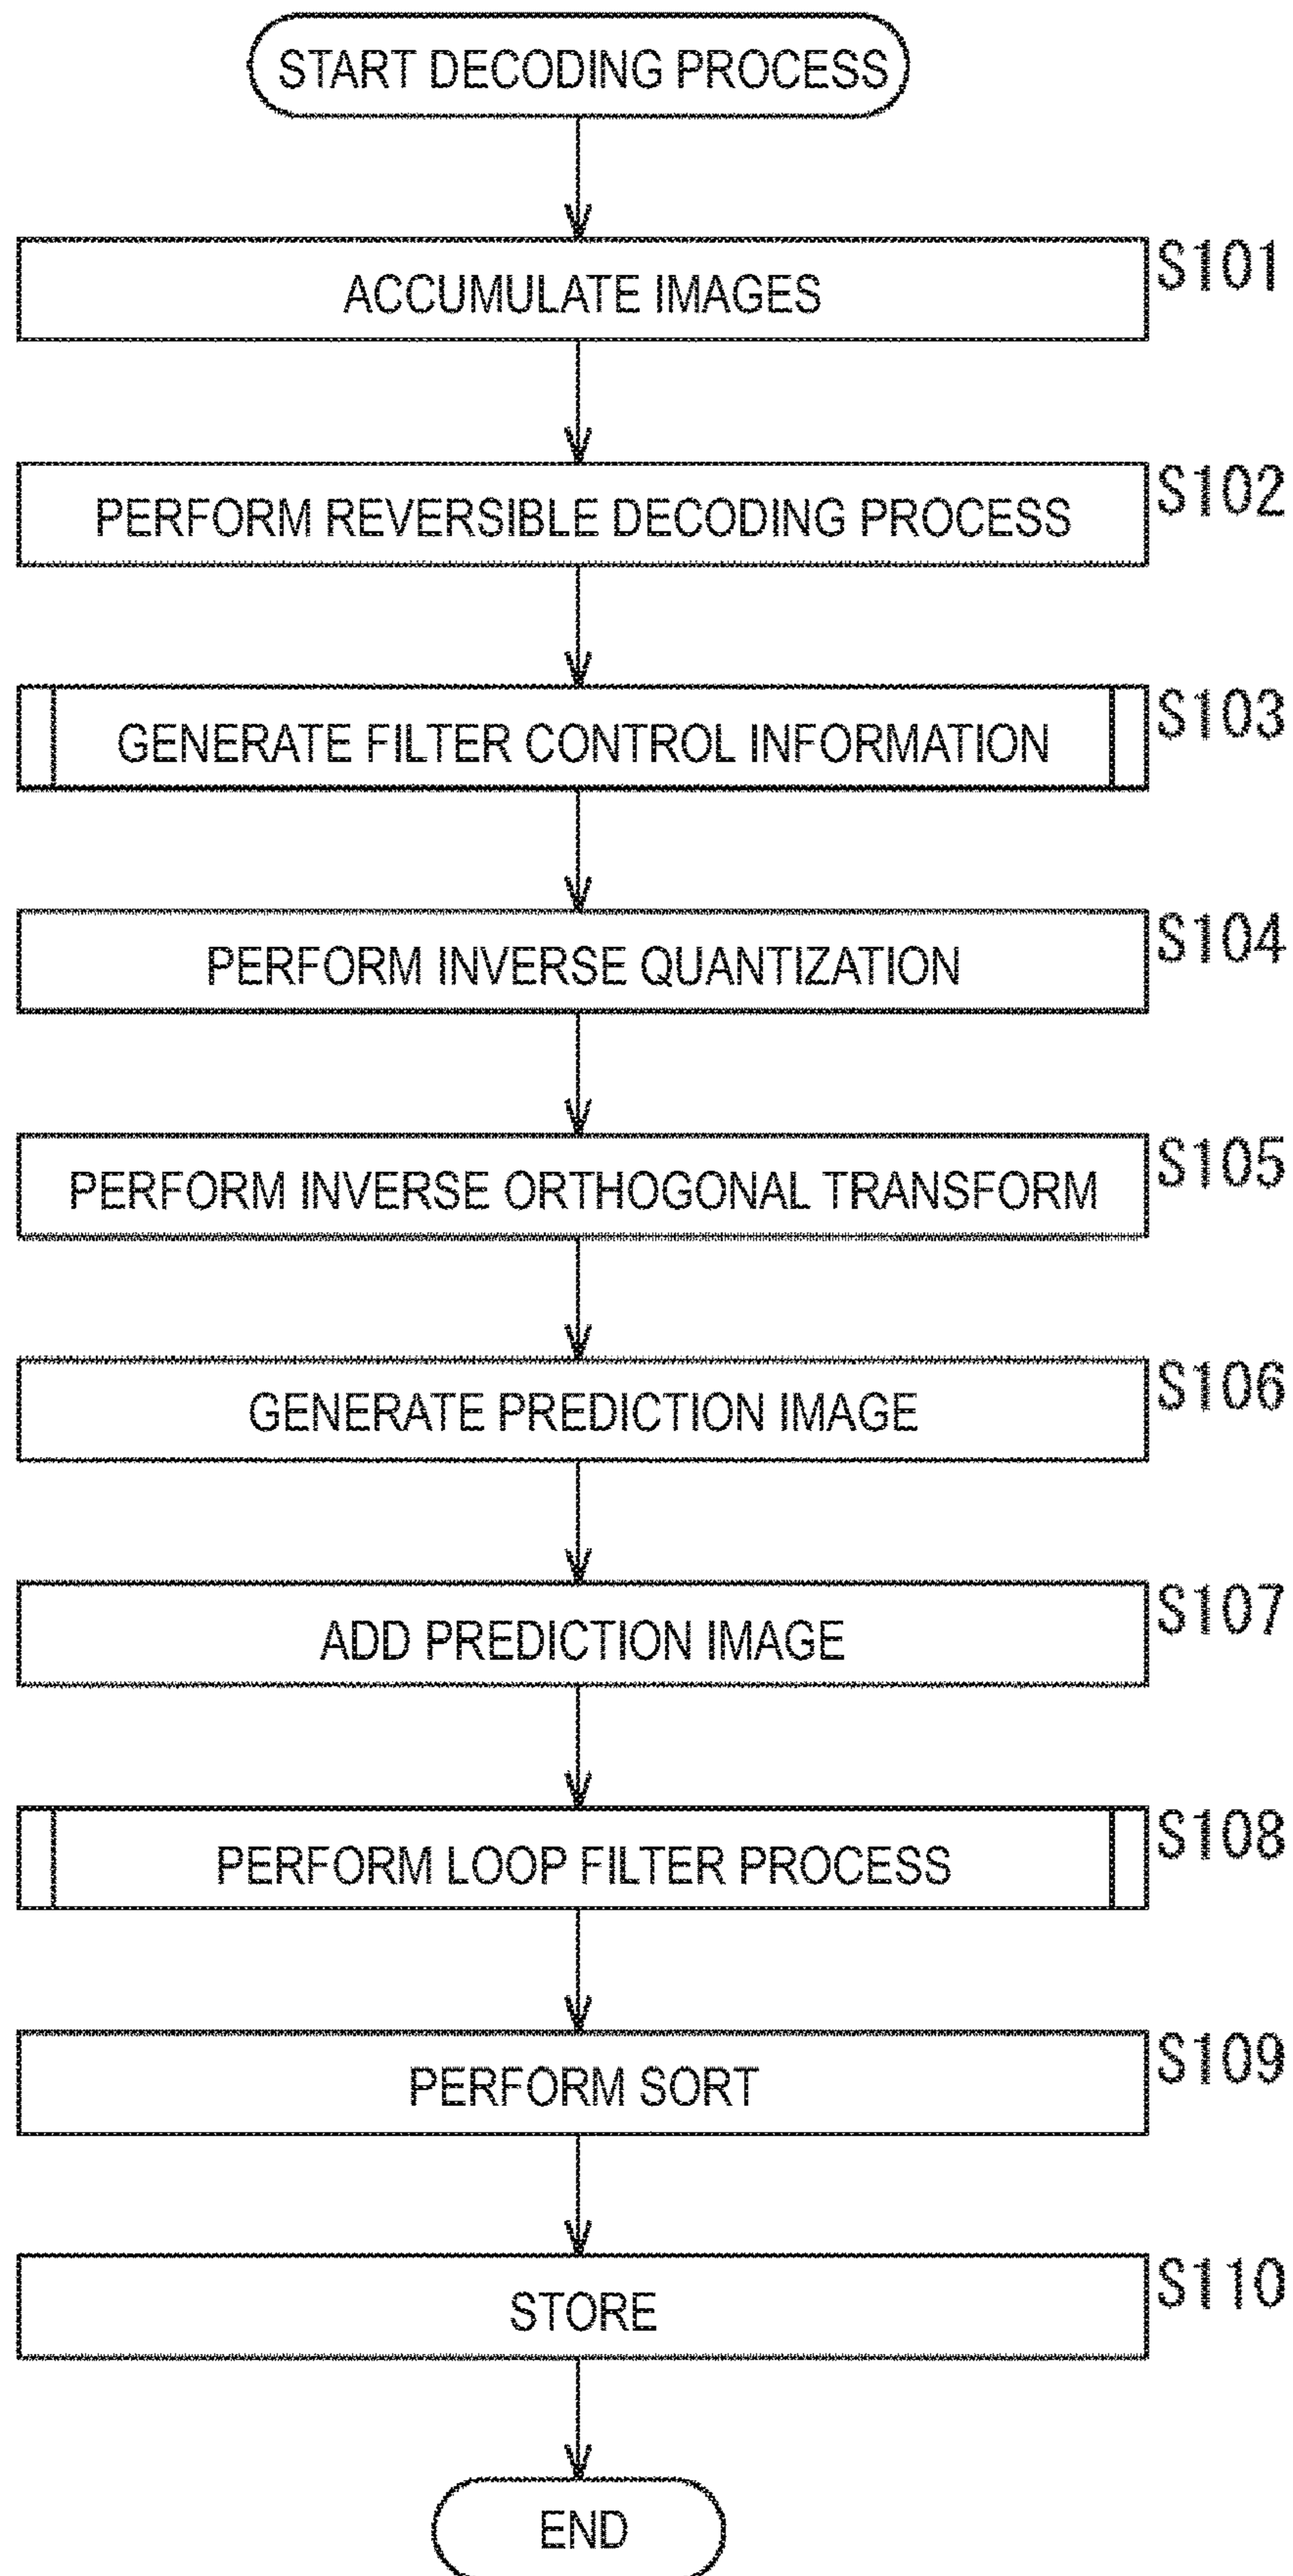 START DECODING PROCESS
ACCUMULATE IMAGES
S101
PERFORM REVERSIBLE DECODING PROCESS
S102
GENERATE FILTER CONTROL INFORMATION
S103
PERFORM INVERSE QUANTIZATION
S104
PERFORM INVERSE ORTHOGONAL TRANSFORM
S105
GENERATE PREDICTION IMAGE
S106
ADD PREDICTION IMAGE
S107
PERFORM LOOP FILTER PROCESS
S108
PERFORM SORT
S109
STORE
S110
END